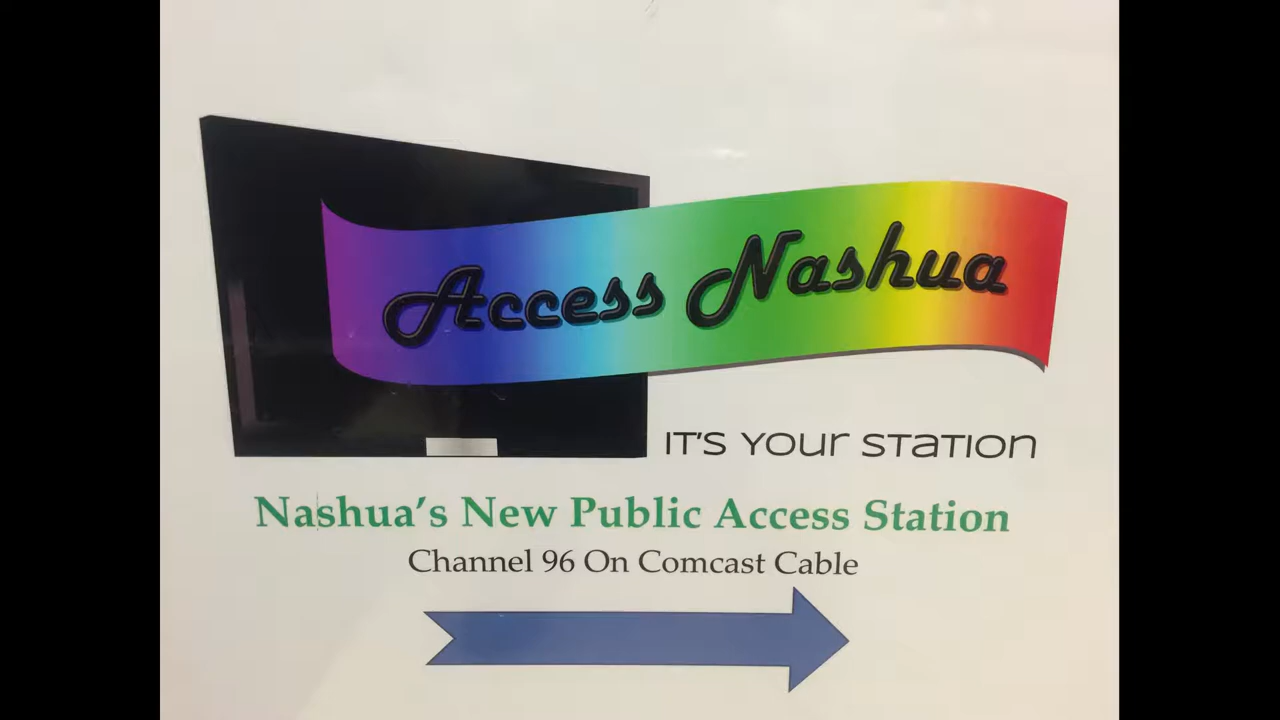 Access Nashua
IT'S YOUR STATION
Nashua's New Public Access Station
Channel 96 On Comcast Cable